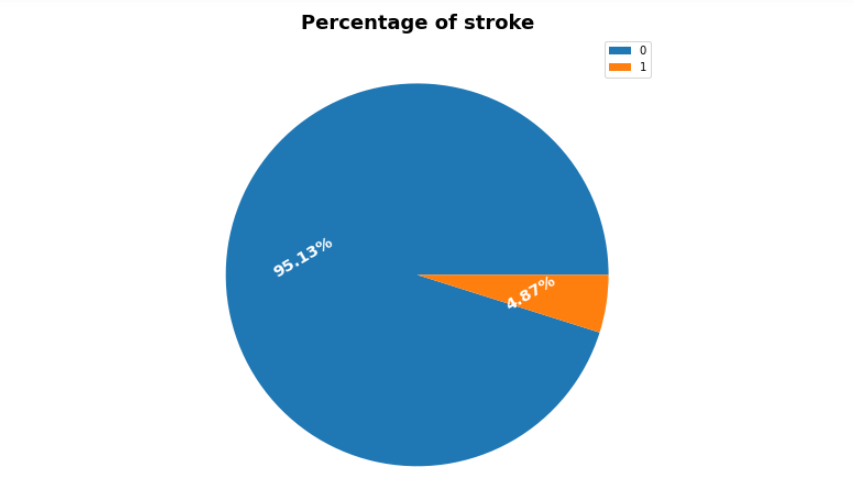 Percentage of stroke
0
1
95.13%
4.87%